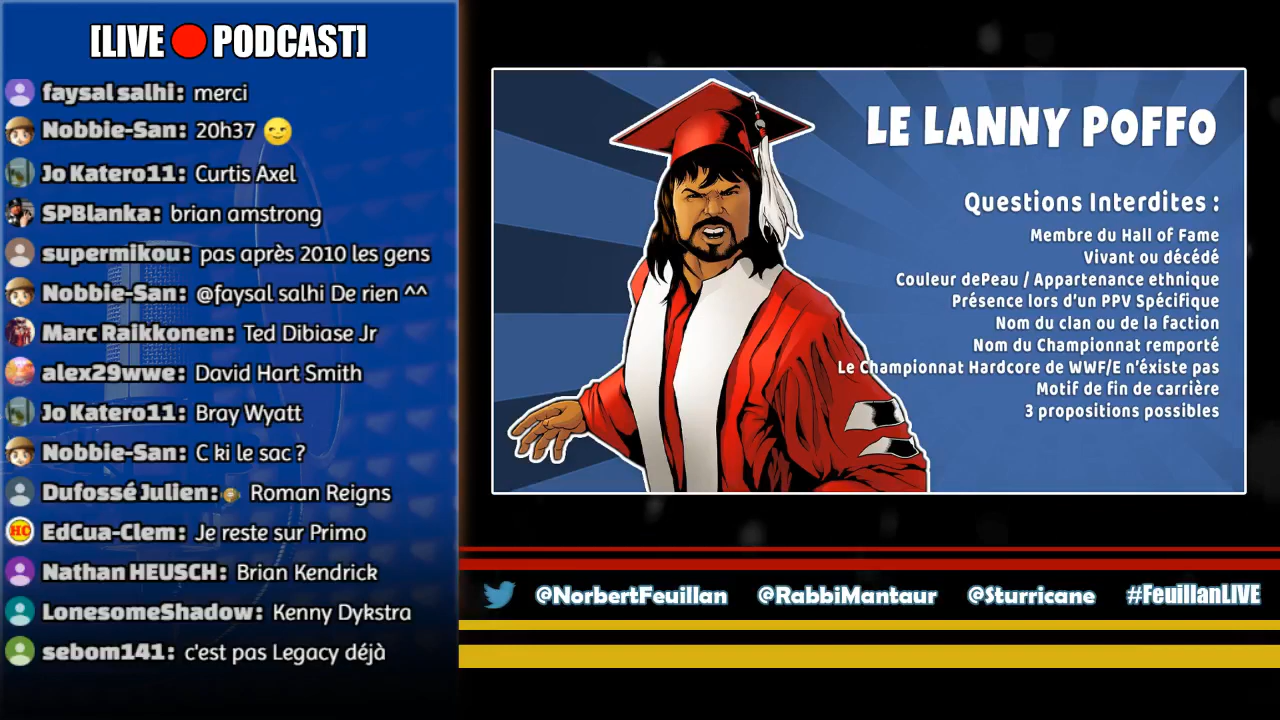 [LIVE 🔴 PODCAST]
faysal salhi: merci
Nobbie-San: 20h37 🌝
Jo Katero11: Curtis Axel
SPBlanka: brian amstrong
supermikou: pas après 2010 les gens
Nobbie-San: @faysal salhi De rien ^^
Marc Raikkonen: Ted Dibiase Jr
alex29wwe: David Hart Smith
Jo Katero11: Bray Wyatt
Nobbie-San: C ki le sac ?
Dufossé Julien: Roman Reigns
HC EdCua-Clem: Je reste sur Primo
Nathan HEUSCH: Brian Kendrick
LonesomeShadow: Kenny Dykstra
sebom141: c'est pas Legacy déjà
LE LANNY POFFO
Questions Interdites :
Membre du Hall of Fame
Vivant ou décédé
Couleur dePeau / Appartenance ethnique
Présence lors d'un PPV Spécifique
Nom du clan ou de la faction
Nom du Championnat remporté
Le Championnat Hardcore de WWF/E n'éxiste pas
Motif de fin de carrière
3 propositions possibles
@NorbertFeuillan @RabbiMantaur @Sturricane #FeuillanLIVE